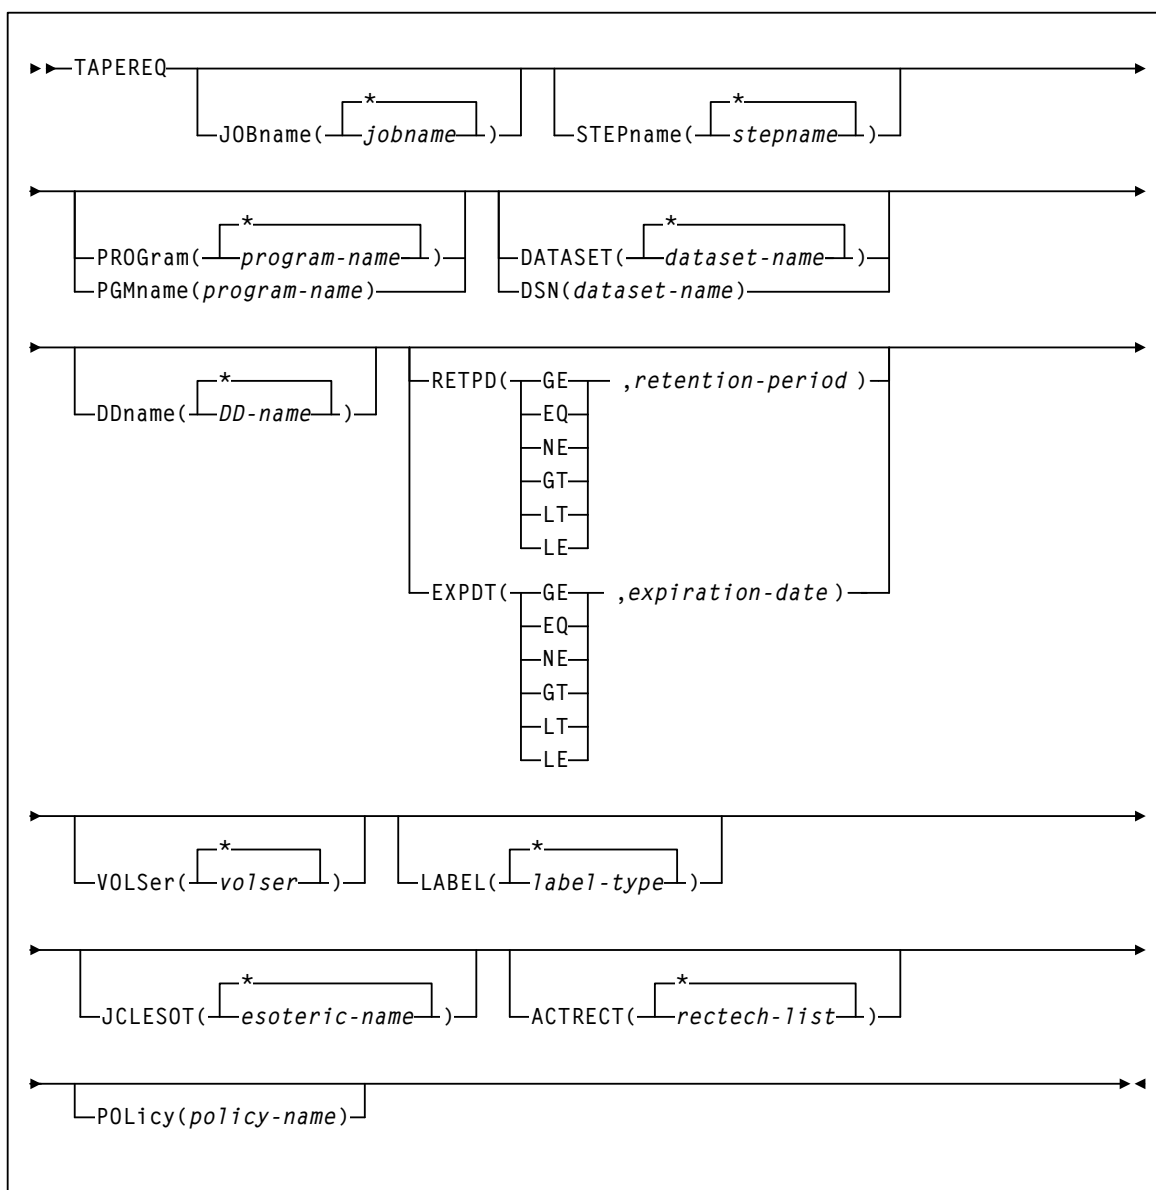 TAPEREQ
* *
JOBname( jobname ) STEPname( stepname )
* *
PROGram( program-name ) DATASET( dataset-name )
PGMname(program-name) DSN(dataset-name)
* RETPD( GE ,retention-period )
DDname( DD-name ) EQ
NE
GT
LT
LE
EXPDT( GE ,expiration-date )
EQ
NE
GT
LT
LE
* *
VOLSer( volser ) LABEL( label-type )
* *
JCLESOT( esoteric-name ) ACTRECT( rectech-list )
POLicy(policy-name)